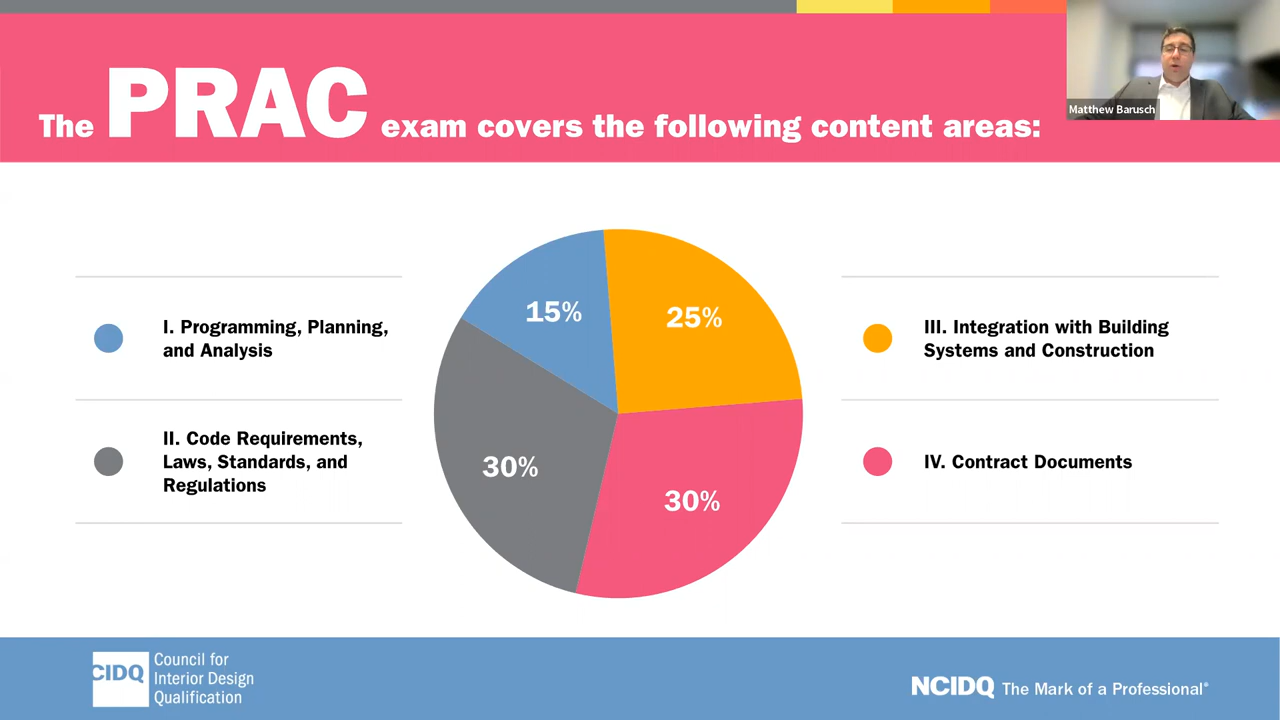 The PRAC exam covers the following content areas:
Matthew Barusch
15%
25%
30%
30%
I. Programming, Planning,
and Analysis
II. Code Requirements,
Laws, Standards, and
Regulations
III. Integration with Building
Systems and Construction
IV. Contract Documents
CIDQ
Council for
Interior Design
Qualification
NCIDQ The Mark of a Professional®